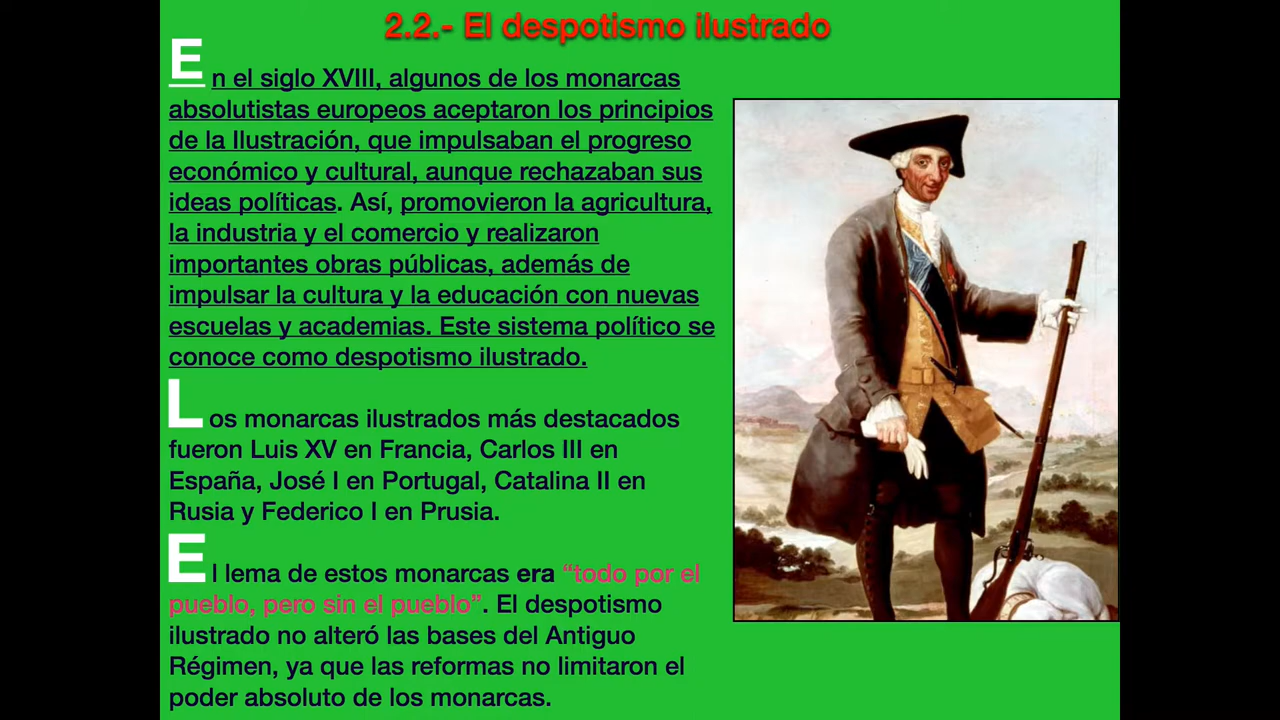 2.2.- El despotismo ilustrado
En el siglo XVIII, algunos de los monarcas
absolutistas europeos aceptaron los principios
de la Ilustración, que impulsaban el progreso
económico y cultural, aunque rechazaban sus
ideas políticas. Así, promovieron la agricultura,
la industria y el comercio y realizaron
importantes obras públicas, además de
impulsar la cultura y la educación con nuevas
escuelas y academias. Este sistema político se
conoce como despotismo ilustrado.
Los monarcas ilustrados más destacados
fueron Luis XV en Francia, Carlos III en
España, José I en Portugal, Catalina II en
Rusia y Federico I en Prusia.
El lema de estos monarcas era “todo por el
pueblo, pero sin el pueblo”. El despotismo
ilustrado no alteró las bases del Antiguo
Régimen, ya que las reformas no limitaron el
poder absoluto de los monarcas.